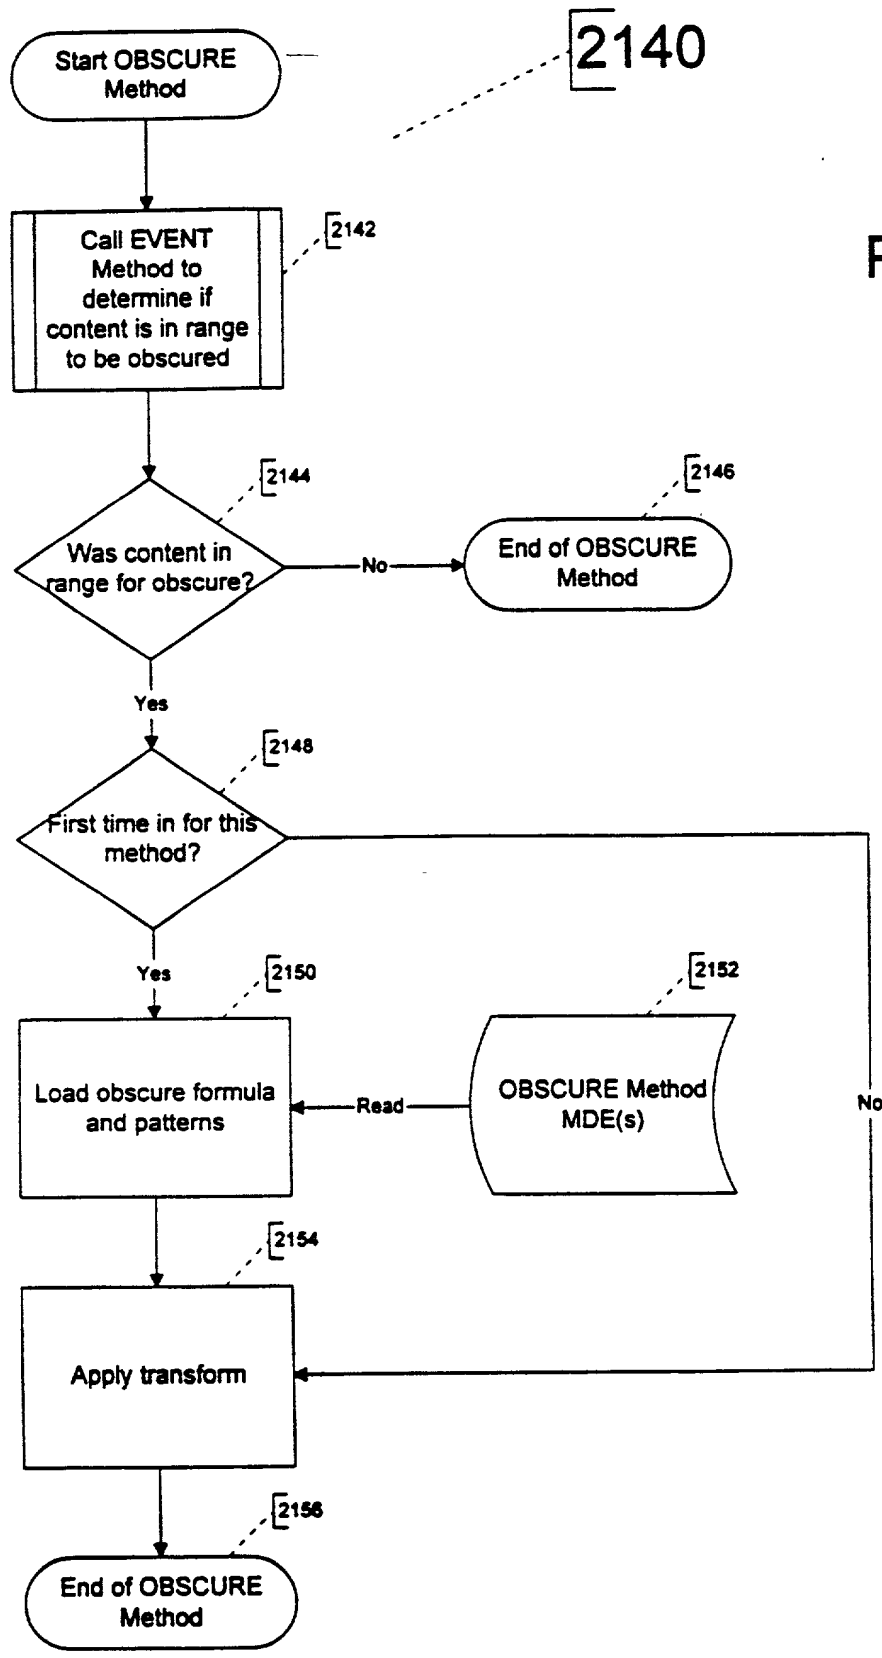 2140
Start OBSCURE
Method
2142
Call EVENT
Method to
determine if
content is in range
to be obscured
2144
2146
Was content in
range for obscure?
No
End of OBSCURE
Method
Yes
2148
First time in for this
method?
Yes
2150
2152
Load obscure formula
and patterns
Read
OBSCURE Method
MDE(s)
No
2154
Apply transform
2156
End of OBSCURE
Method